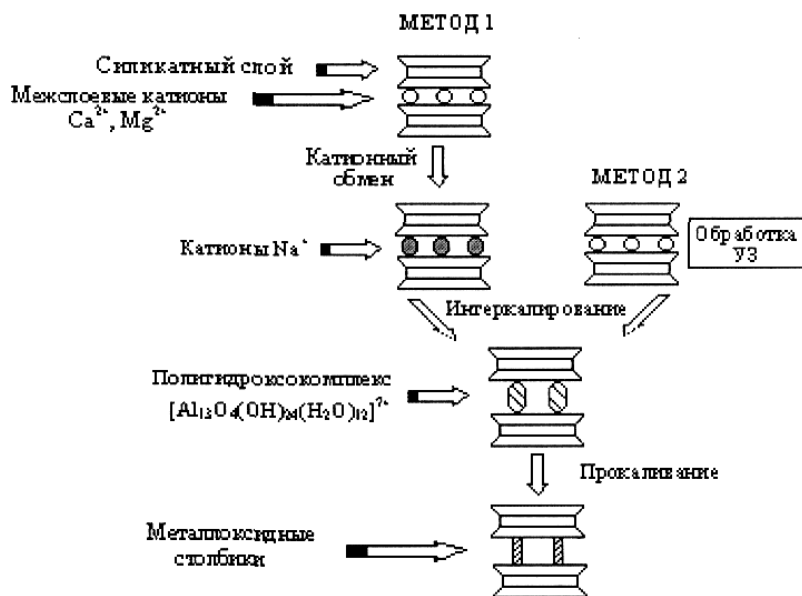 МЕТОД 1
Силикатный слой
Межслоевые катионы
Ca²⁺, Mg²⁺
Катионный
обмен
МЕТОД 2
Катионы Na⁺
Обработка
УЗ
Интеркалирование
Полигидроксокомплекс
[Al₁₃O₄(OH)₂₄(H₂O)₁₂]⁷⁺
Прокаливание
Металлоксидные
столбики